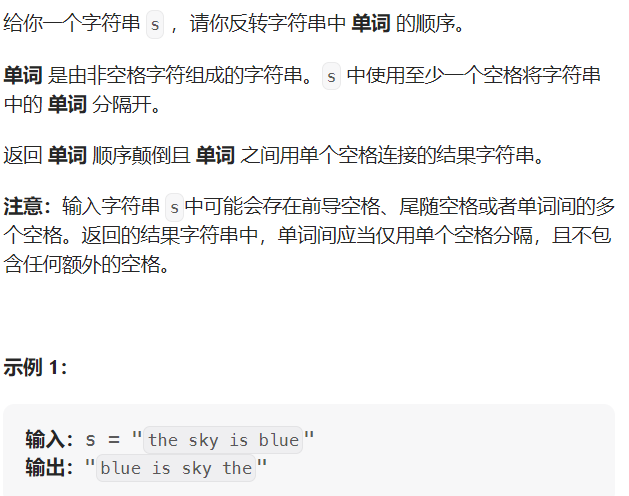 给你一个字符串 s ，请你反转字符串中 单词 的顺序。
单词 是由非空格字符组成的字符串。s 中使用至少一个空格将字符串
中的 单词 分隔开。
返回 单词 顺序颠倒且 单词 之间用单个空格连接的结果字符串。
注意：输入字符串 s中可能会存在前导空格、尾随空格或者单词间的多
个空格。返回的结果字符串中，单词间应当仅用单个空格分隔，且不包
含任何额外的空格。
示例 1：
输入：s = "the sky is blue"
输出："blue is sky the"